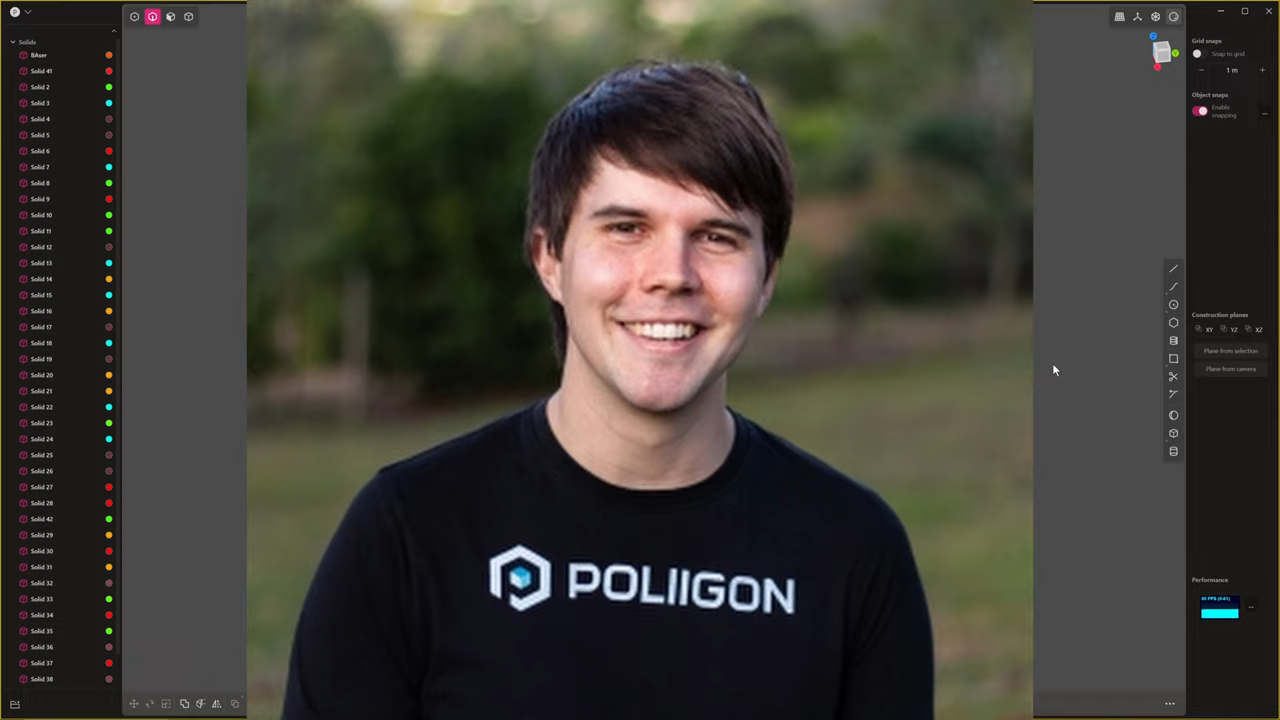 Solids
BAser
Solid 41
Solid 2
Solid 3
Solid 4
Solid 5
Solid 6
Solid 7
Solid 8
Solid 9
Solid 10
Solid 11
Solid 12
Solid 13
Solid 14
Solid 15
Solid 16
Solid 17
Solid 18
Solid 19
Solid 20
Solid 21
Solid 22
Solid 23
Solid 24
Solid 25
Solid 26
Solid 27
Solid 28
Solid 42
Solid 29
Solid 30
Solid 31
Solid 32
Solid 33
Solid 34
Solid 35
Solid 36
Solid 37
Solid 38
POLIIGON
Z
Y
Grid snaps
Snap to grid
1 m
Object snaps
Enable
snapping
Construction planes
XY YZ XZ
Plane from selection
Plane from camera
Performance